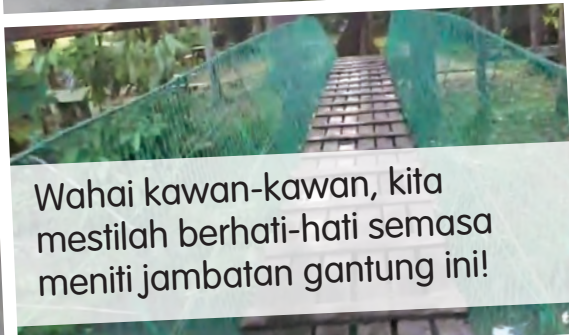 Wahai kawan-kawan, kita
mestilah berhati-hati semasa
meniti jambatan gantung ini!